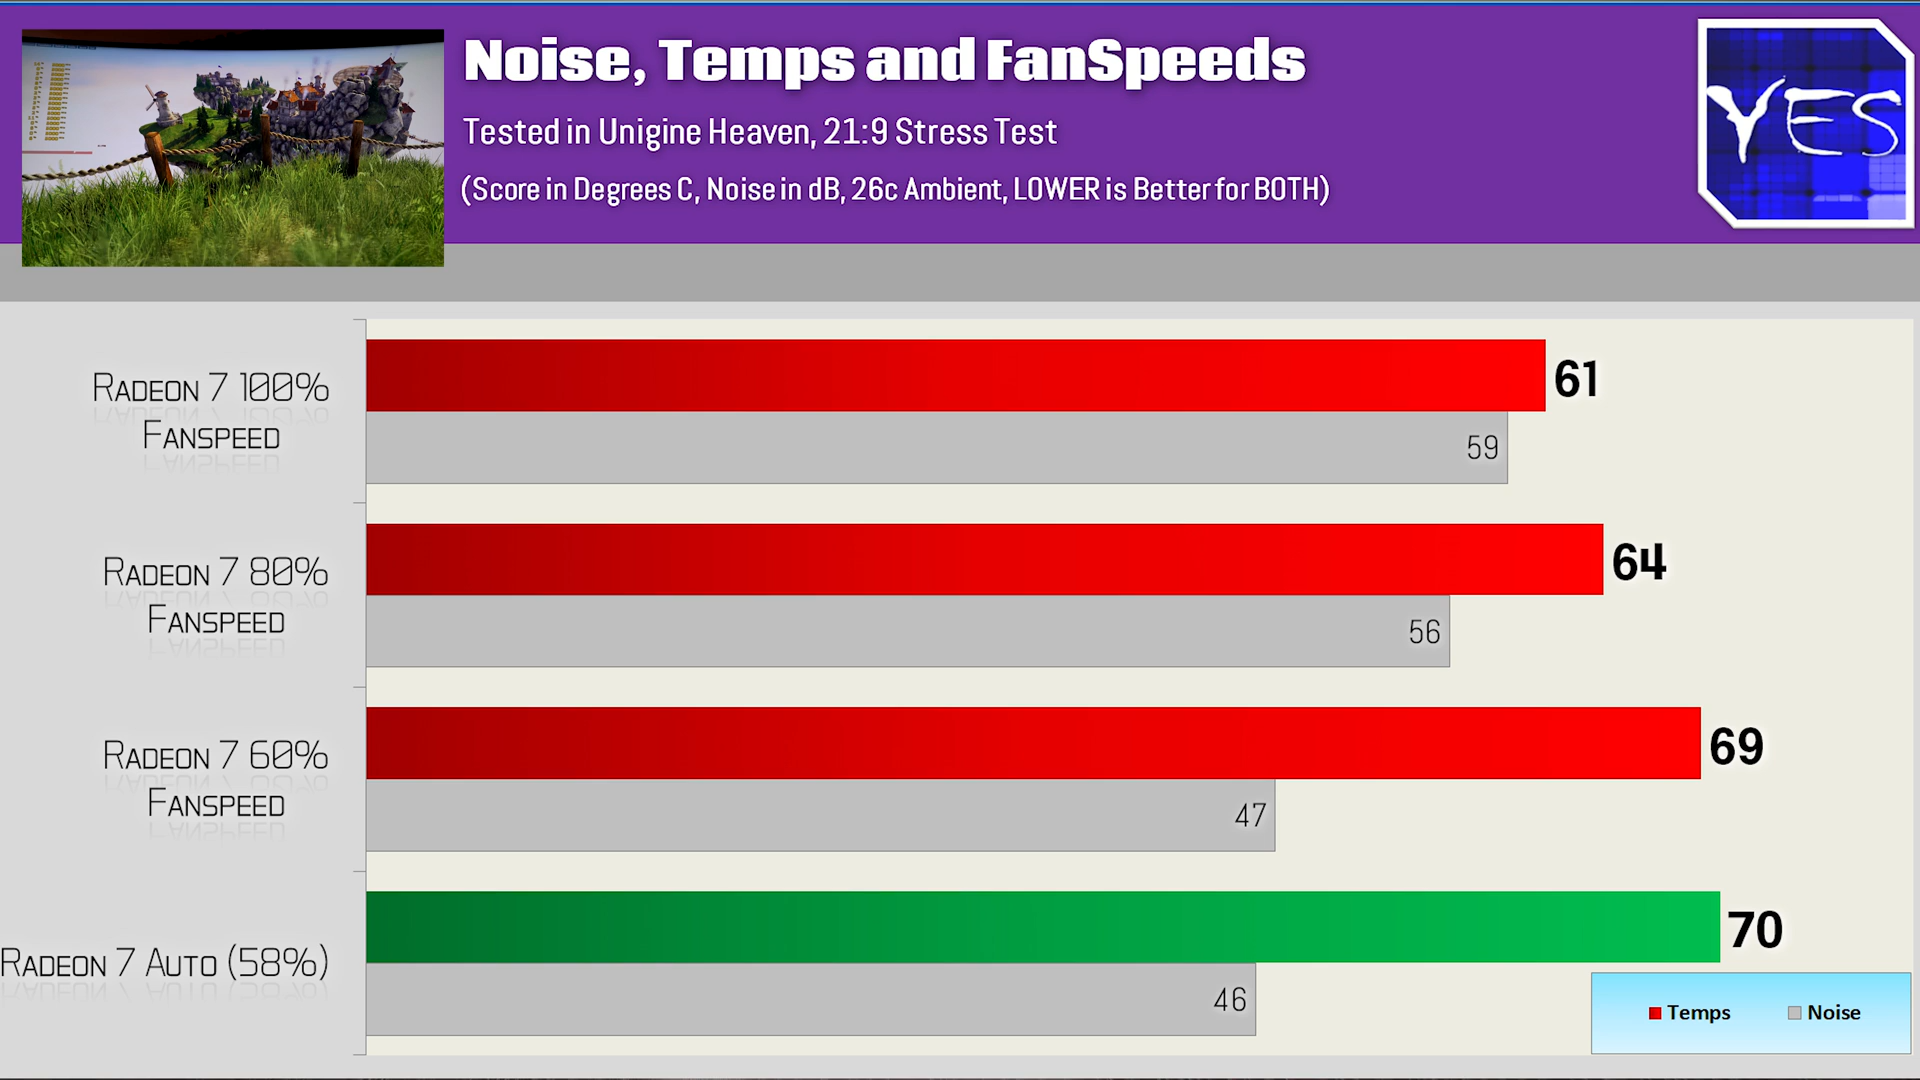 Noise, Temps and FanSpeeds
Tested in Unigine Heaven, 21:9 Stress Test
(Score in Degrees C, Noise in dB, 26c Ambient, LOWER is Better for BOTH)
YES
Radeon 7 100%
Fanspeed
61
59
Radeon 7 80%
Fanspeed
64
56
Radeon 7 60%
Fanspeed
69
47
Radeon 7 Auto (58%)
70
46
Temps
Noise